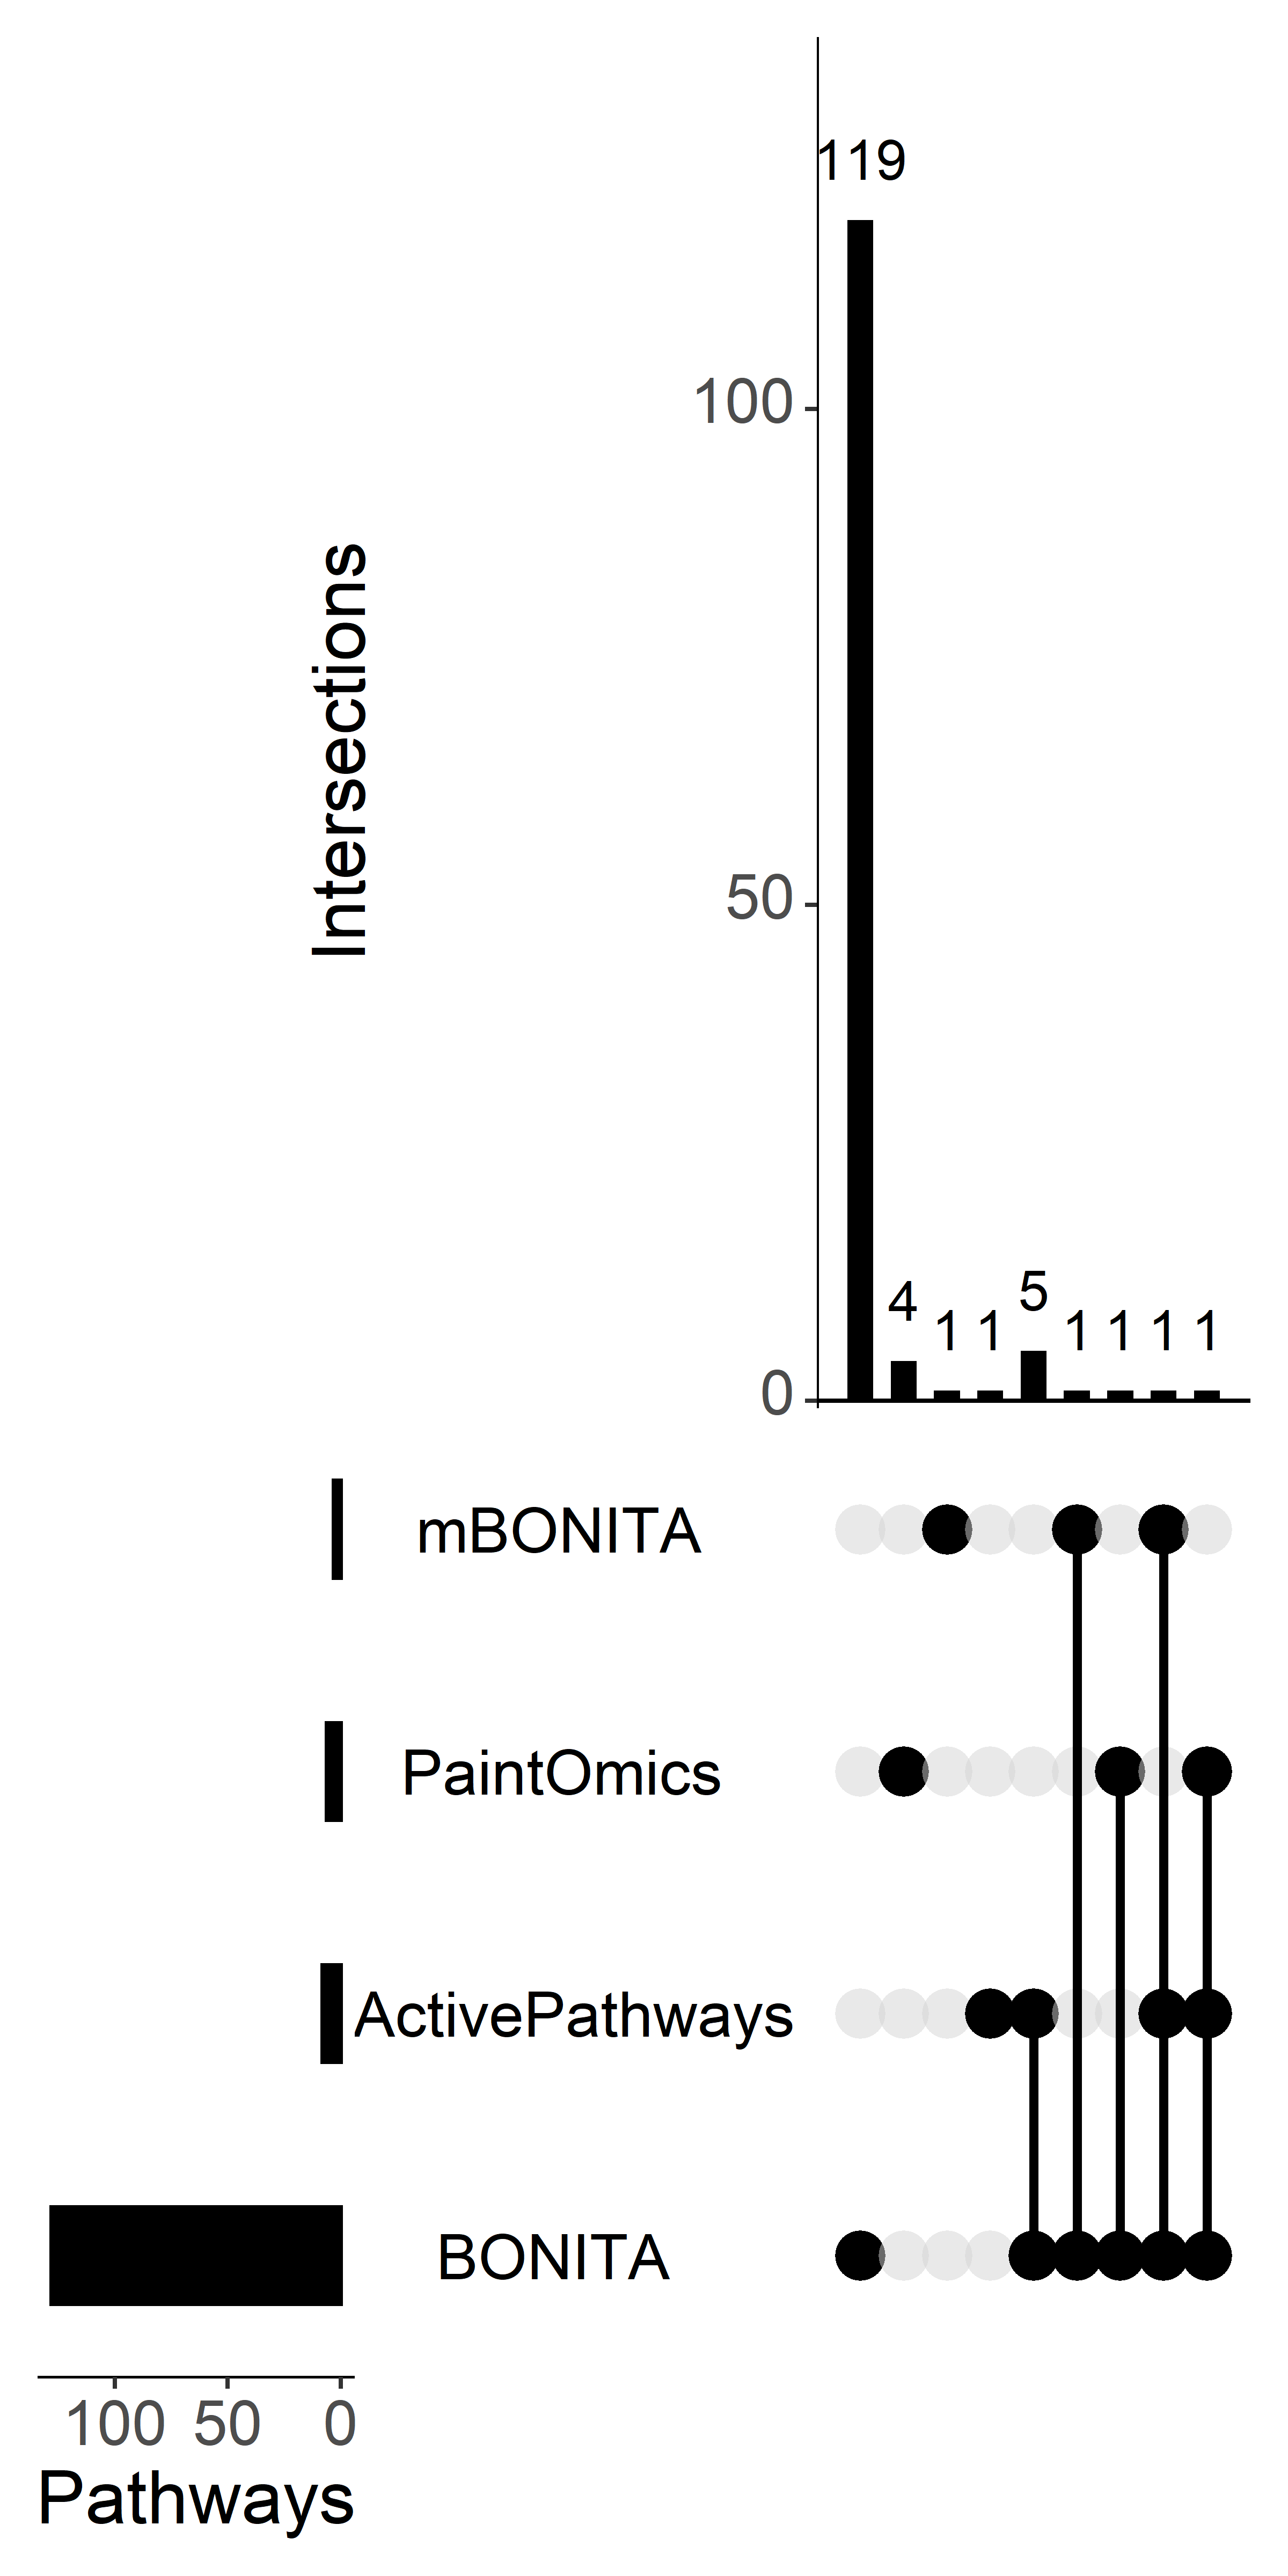 119
100
Intersections
50
5
4
1 1 1 1 1 1
0
mBONITA
PaintOmics
ActivePathways
BONITA
100 50 0
Pathways